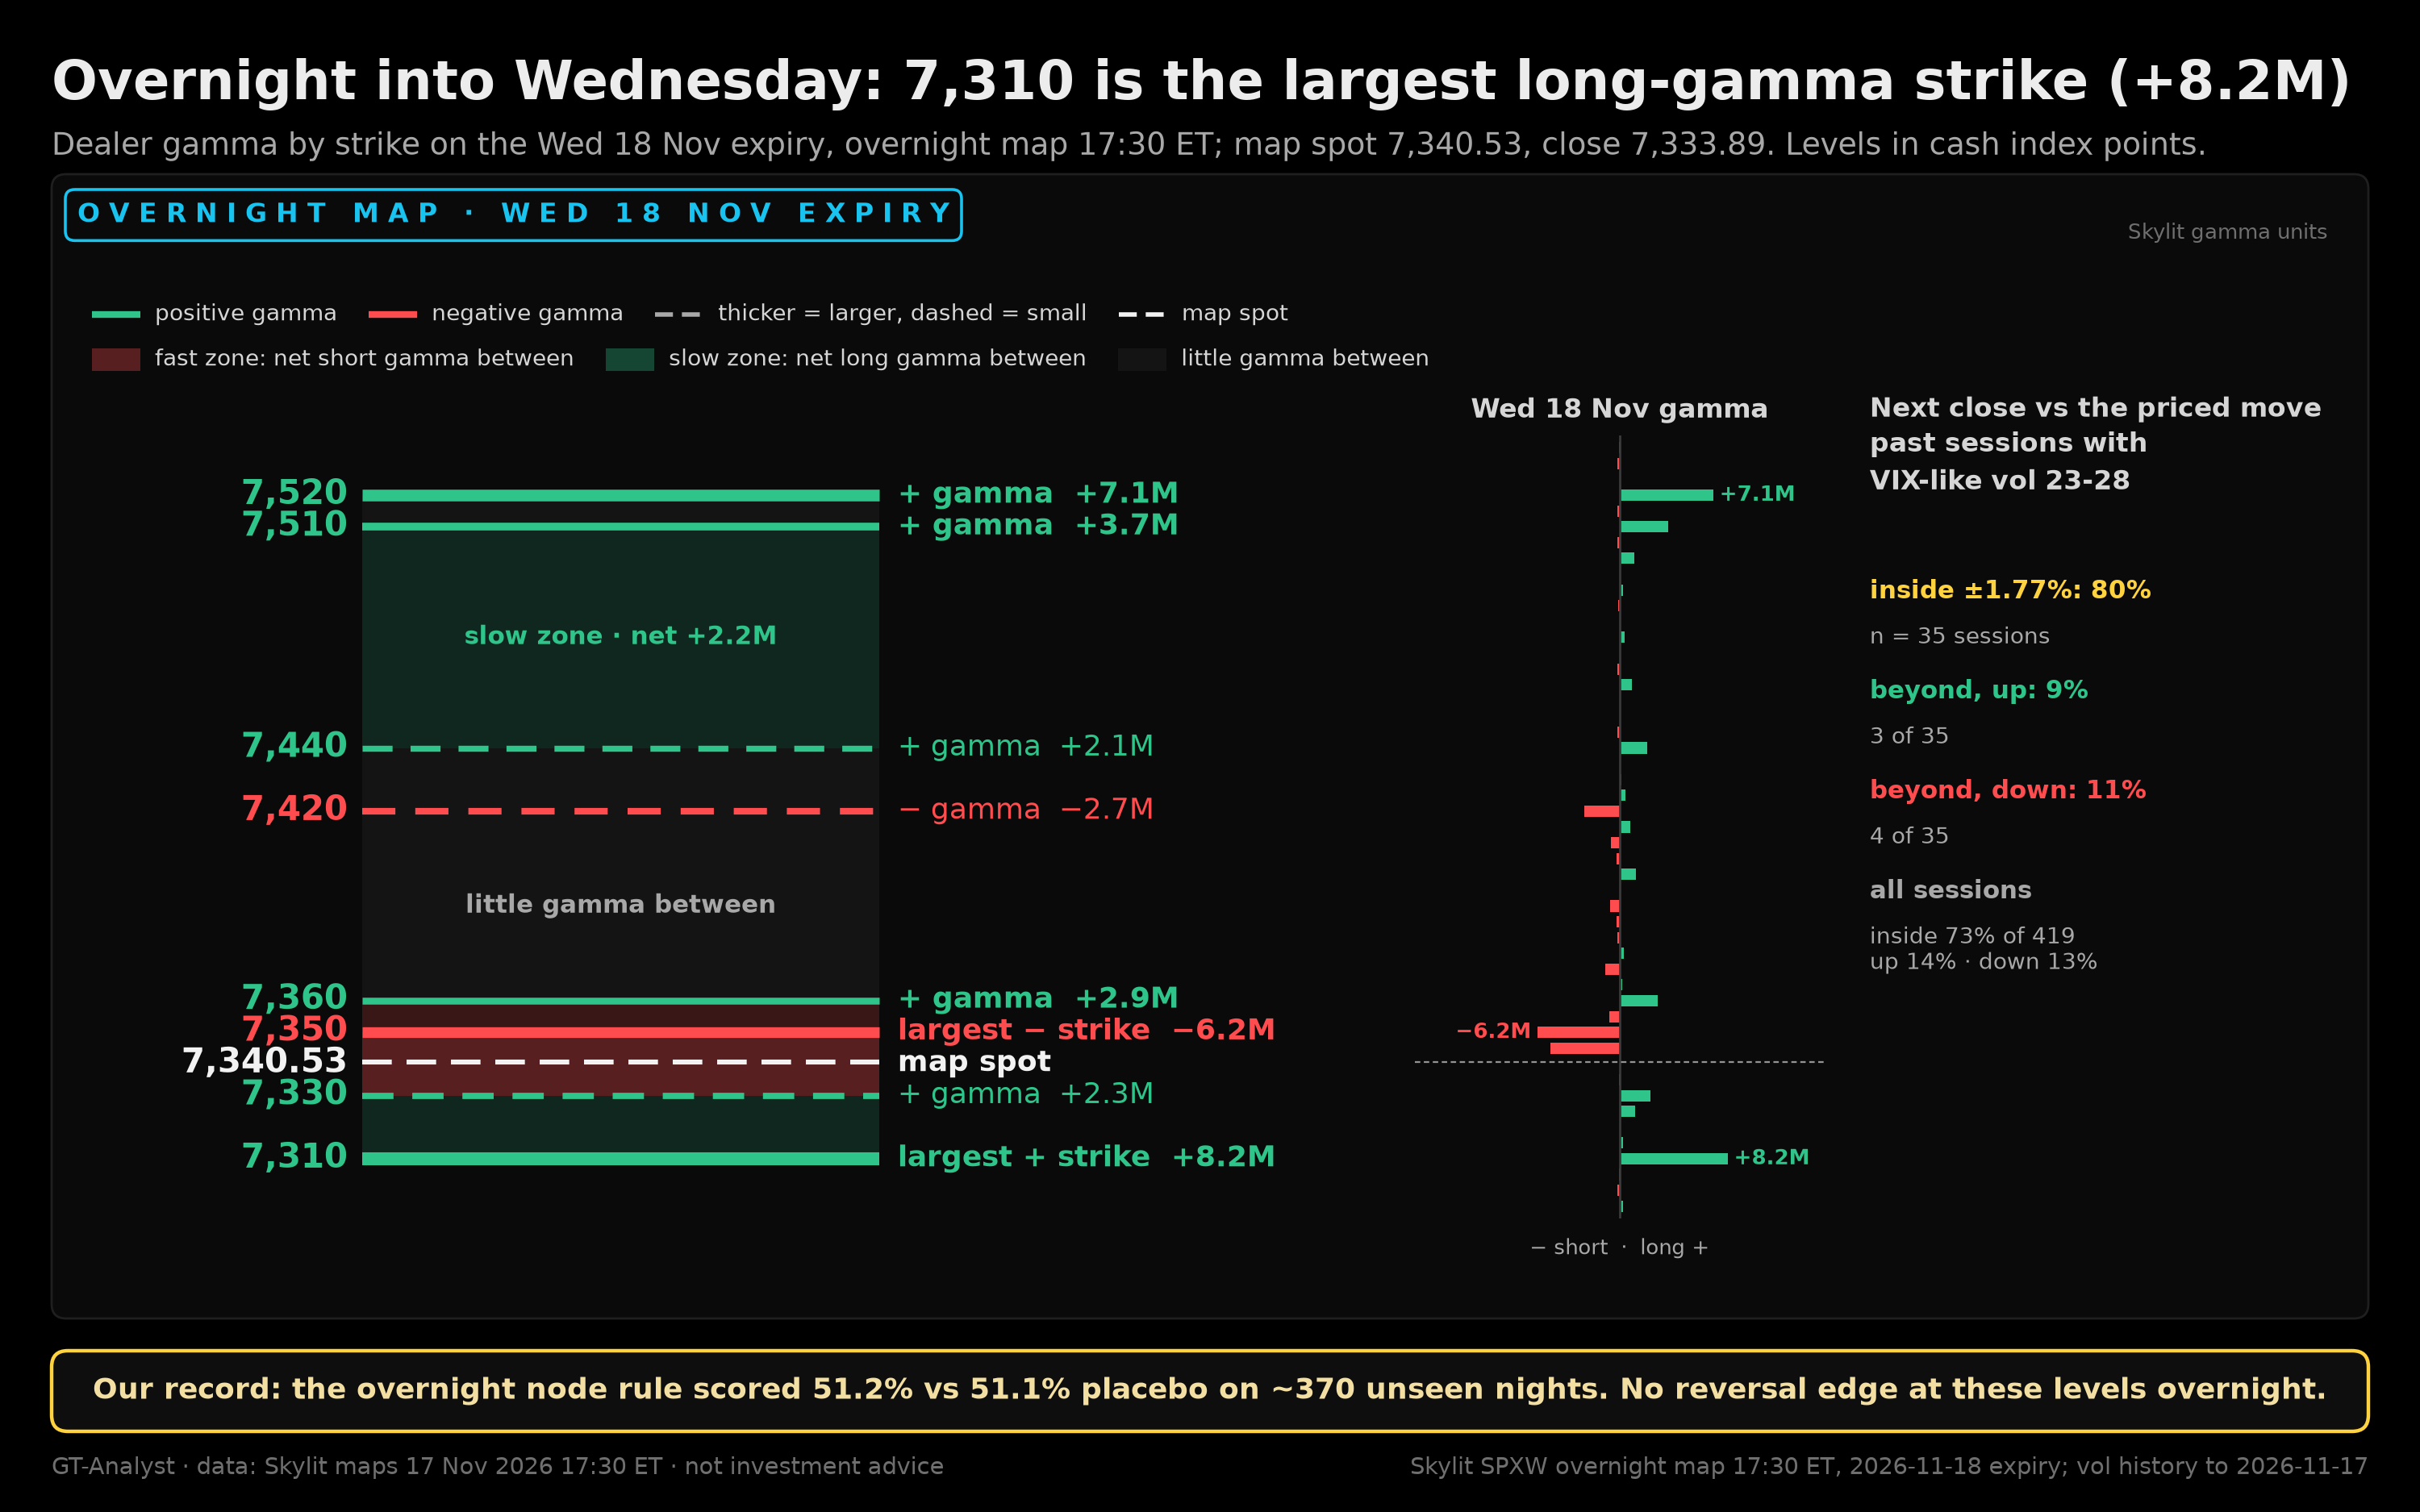 Overnight into Wednesday: 7,310 is the largest long-gamma strike (+8.2M)
Dealer gamma by strike on the Wed 18 Nov expiry, overnight map 17:30 ET; map spot 7,340.53, close 7,333.89. Levels in cash index points.
OVERNIGHT MAP · WED 18 NOV EXPIRY
Skylit gamma units
positive gamma negative gamma thicker = larger, dashed = small map spot
fast zone: net short gamma between slow zone: net long gamma between little gamma between
7,520 + gamma +7.1M
7,510 + gamma +3.7M
slow zone · net +2.2M
7,440 + gamma +2.1M
7,420 − gamma −2.7M
little gamma between
7,360 + gamma +2.9M
7,350 largest − strike −6.2M
7,340.53 map spot
7,330 + gamma +2.3M
7,310 largest + strike +8.2M
Wed 18 Nov gamma
+7.1M
−6.2M
+8.2M
− short · long +
Next close vs the priced move
past sessions with
VIX-like vol 23-28
inside ±1.77%: 80%
n = 35 sessions
beyond, up: 9%
3 of 35
beyond, down: 11%
4 of 35
all sessions
inside 73% of 419
up 14% · down 13%
Our record: the overnight node rule scored 51.2% vs 51.1% placebo on ~370 unseen nights. No reversal edge at these levels overnight.
GT-Analyst · data: Skylit maps 17 Nov 2026 17:30 ET · not investment advice
Skylit SPXW overnight map 17:30 ET, 2026-11-18 expiry; vol history to 2026-11-17